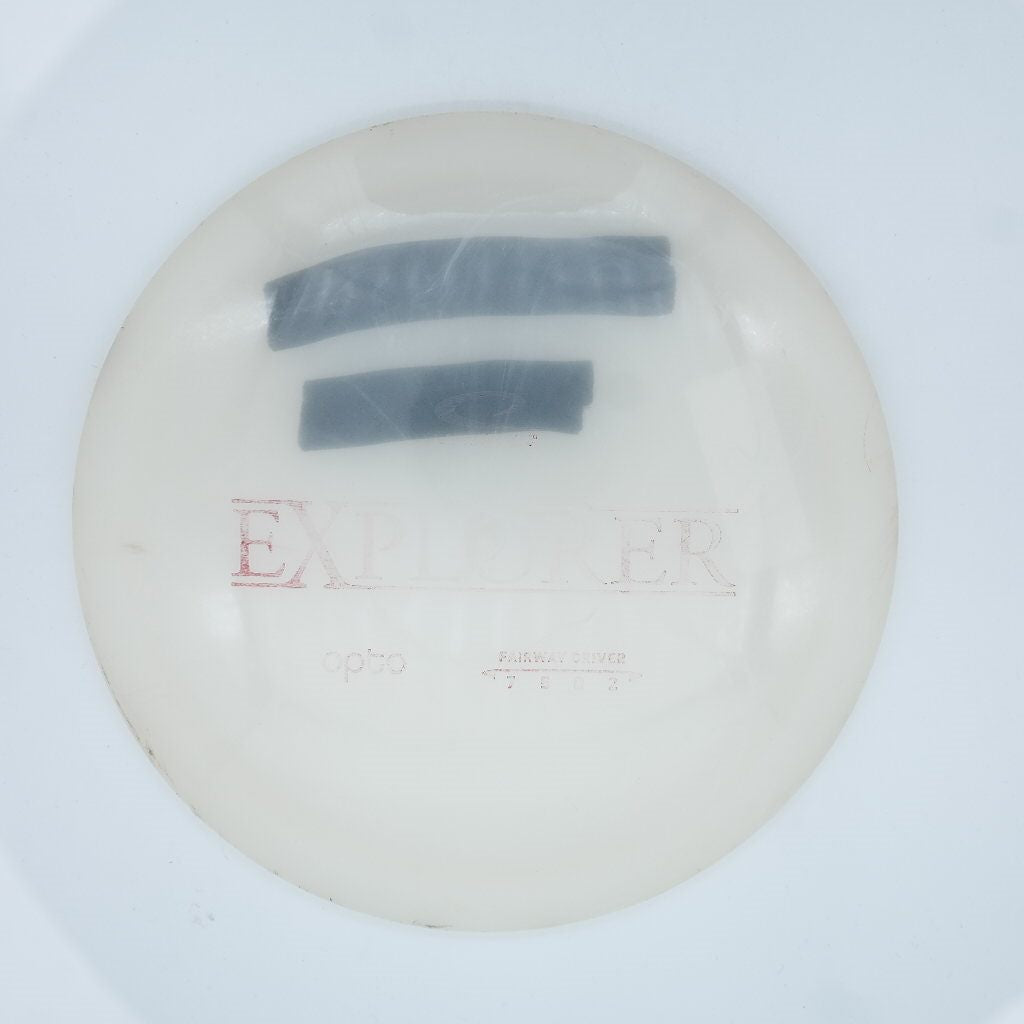 EXPLORER
opto
FAIRWAY DRIVER
7 5 0 2